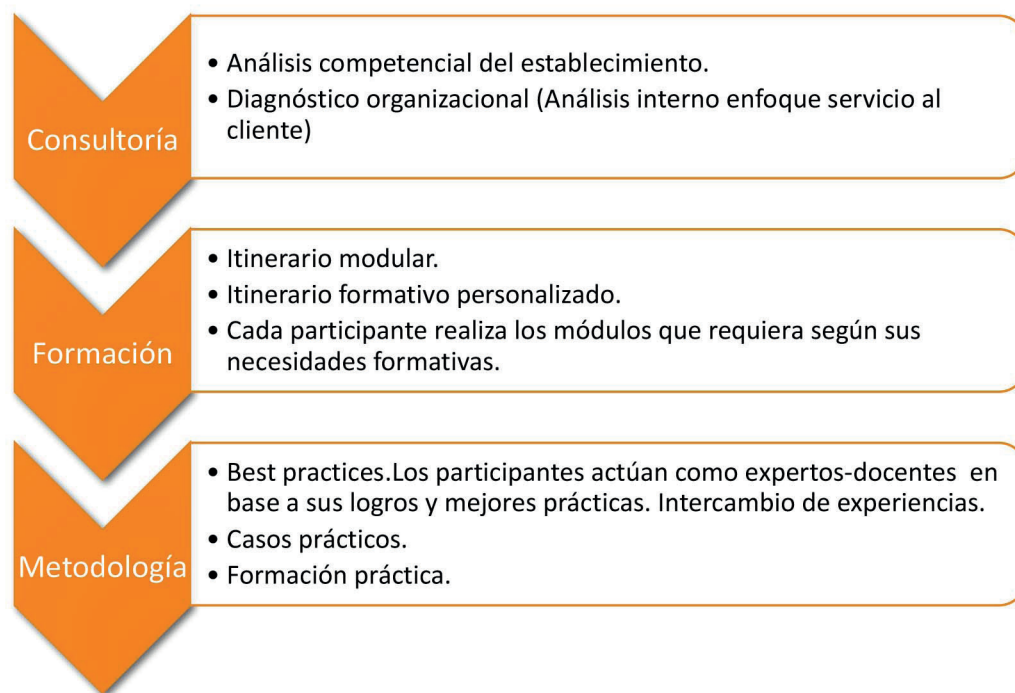 Consultoría
• Análisis competencial del establecimiento.
• Diagnóstico organizacional (Análisis interno enfoque servicio al
cliente)
Formación
• Itinerario modular.
• Itinerario formativo personalizado.
• Cada participante realiza los módulos que requiera según sus
necesidades formativas.
Metodología
• Best practices.Los participantes actúan como expertos-docentes en
base a sus logros y mejores prácticas. Intercambio de experiencias.
• Casos prácticos.
• Formación práctica.